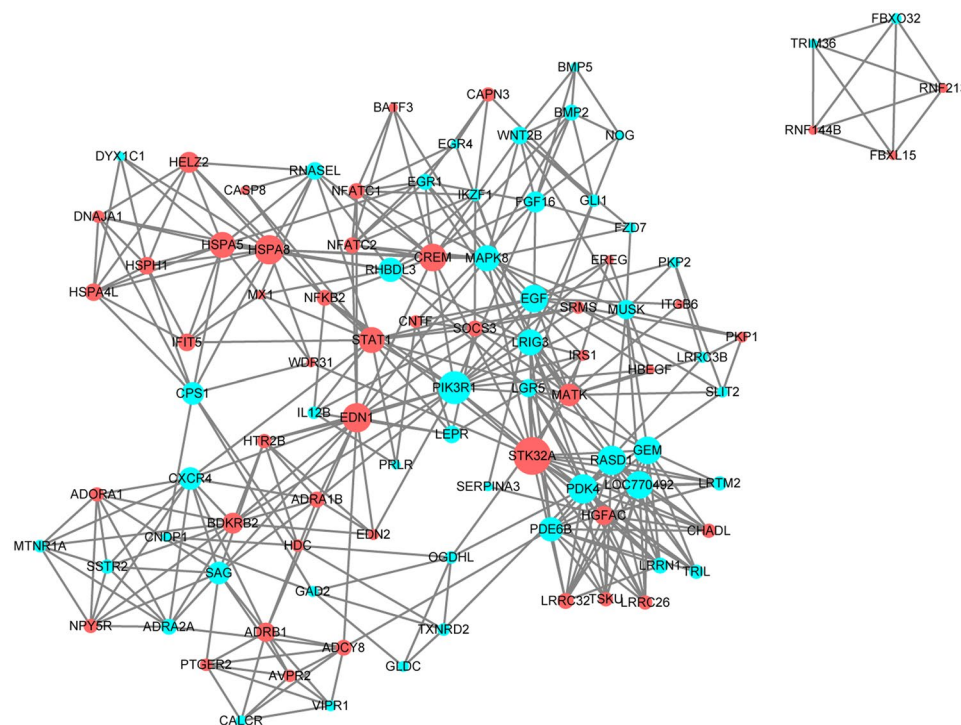 FBXO32
TRIM36
RNF21
RNF144B
FBXL15
BMP5
CAPN3
BATF3
BMP2
WNT2B
NOG
EGR4
DYX1C1
HELZ2
RNASEL
CASP8
NFATC1
EGR1
IKZF1
FGF16
GLI1
DNAJA1
FZD7
HSPA5
HSPA8
NFATC2
CREM
MAPK8
EREG
PKP2
HSPH1
RHBDL3
HSPA4L
MX1
NFKB2
EGF
SRMS
MUSK
ITGB6
CNTF
SOCS3
IFIT5
STAT1
LRIG3
PKP1
WDR31
IRS1
LRRC3B
HBEGF
CPS1
PIK3R1
LGR5
MATK
SLIT2
IL12B
EDN1
LEPR
HTR2B
STK32A
GEM
PRLR
RASD1
CXCR4
SERPINA3
PDK4
LOC770492
LRTM2
ADORA1
ADRA1B
BDKRB2
HGFAC
CNDP1
EDN2
PDE6B
CHADL
MTNR1A
HDC
SSTR2
OGDHL
SAG
LRRN1
TRIL
GAD2
LRRC32
TSKU
LRRC26
NPY5R
ADRA2A
ADRB1
TXNRD2
ADCY8
PTGER2
GLDC
AVPR2
VIPR1
CALCR